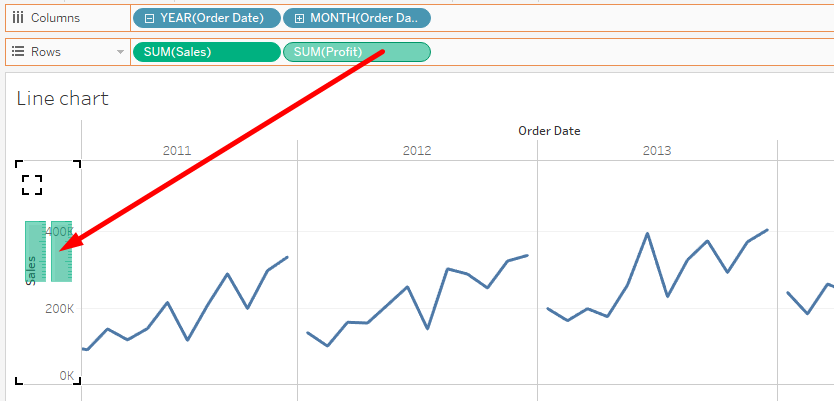 Columns
YEAR(Order Date)
MONTH(Order Da..
Rows
SUM(Sales)
SUM(Profit)
Line chart
Order Date
2011
2012
2013
Sales
400K
200K
0K